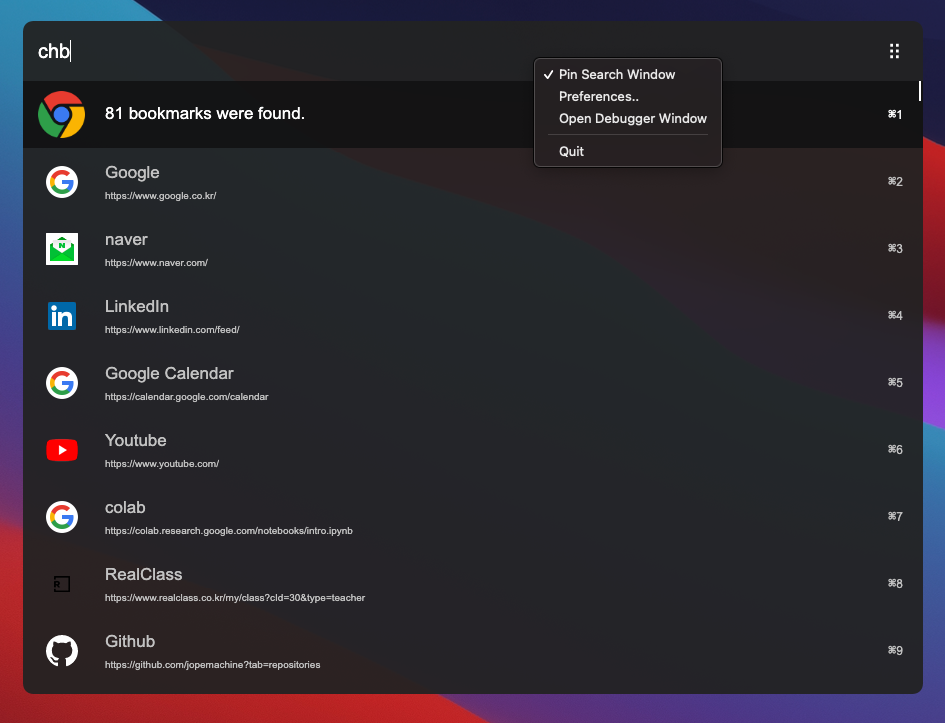 chb
✓ Pin Search Window
Preferences..
Open Debugger Window
Quit
81 bookmarks were found.
⌘1
Google
https://www.google.co.kr/
⌘2
N
naver
https://www.naver.com/
⌘3
in
LinkedIn
https://www.linkedin.com/feed/
⌘4
Google Calendar
https://calendar.google.com/calendar
⌘5
Youtube
https://www.youtube.com/
⌘6
colab
https://colab.research.google.com/notebooks/intro.ipynb
⌘7
R
RealClass
https://www.realclass.co.kr/my/class?cId=30&type=teacher
⌘8
Github
https://github.com/jopemachine?tab=repositories
⌘9